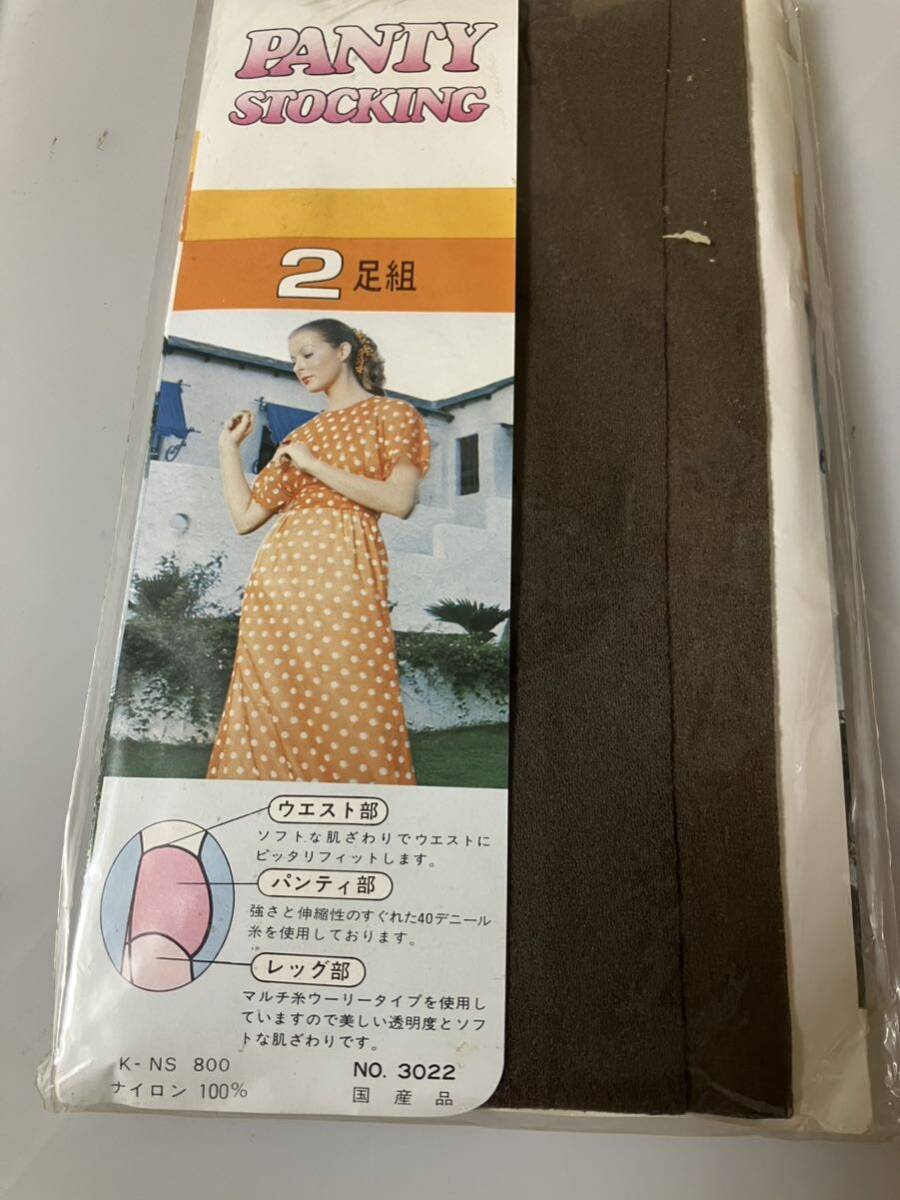 PANTY
STOCKING
2足組
ウエスト部
ソフトな肌ざわりでウエストに
ピッタリフィットします。
パンティ部
強さと伸縮性のすぐれた40デニール
糸を使用しております。
レッグ部
マルチ糸ウーリータイプを使用し
ていますので美しい透明度とソフ
トな肌ざわりです。
K-NS 800 NO. 3022
ナイロン 100% 国産品